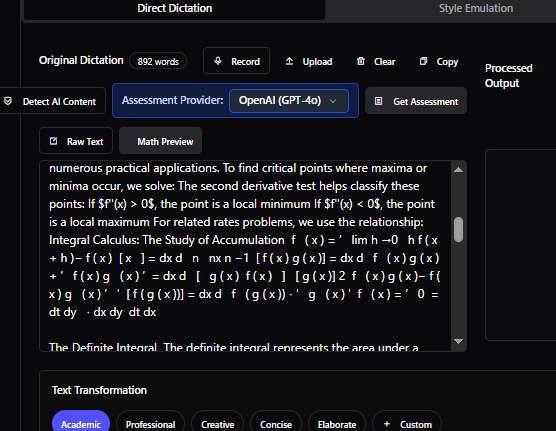 Direct Dictation
Style Emulation
Original Dictation
892 words
Record
Upload
Clear
Copy
Processed
Output
Detect AI Content
Assessment Provider:
OpenAI (GPT-4o)
Get Assessment
Raw Text
Math Preview
numerous practical applications. To find critical points where maxima or
minima occur, we solve: The second derivative test helps classify these
points: If $f''(x) > 0$, the point is a local minimum If $f''(x) < 0$, the point
is a local maximum For related rates problems, we use the relationship:
Integral Calculus: The Study of Accumulation f ( x ) = ′ lim h →0 h f ( x
+ h )− f ( x ) [ x ] = dx d n nx n −1 [ f ( x ) g ( x )] = dx d f ( x ) g ( x )
+ ′ f ( x ) g ( x ) ′ = dx d [ g ( x ) f ( x ) ] [ g ( x )] 2 f ( x ) g ( x )− f (
x ) g ( x ) ′ ′ [ f ( g ( x ))] = dx d f ( g ( x )) ⋅ ′ g ( x ) ′ f ( x ) = ′ 0 =
dt dy ⋅ dx dy dt dx
The Definite Integral The definite integral represents the area under a
Text Transformation
Academic
Professional
Creative
Concise
Elaborate
+ Custom